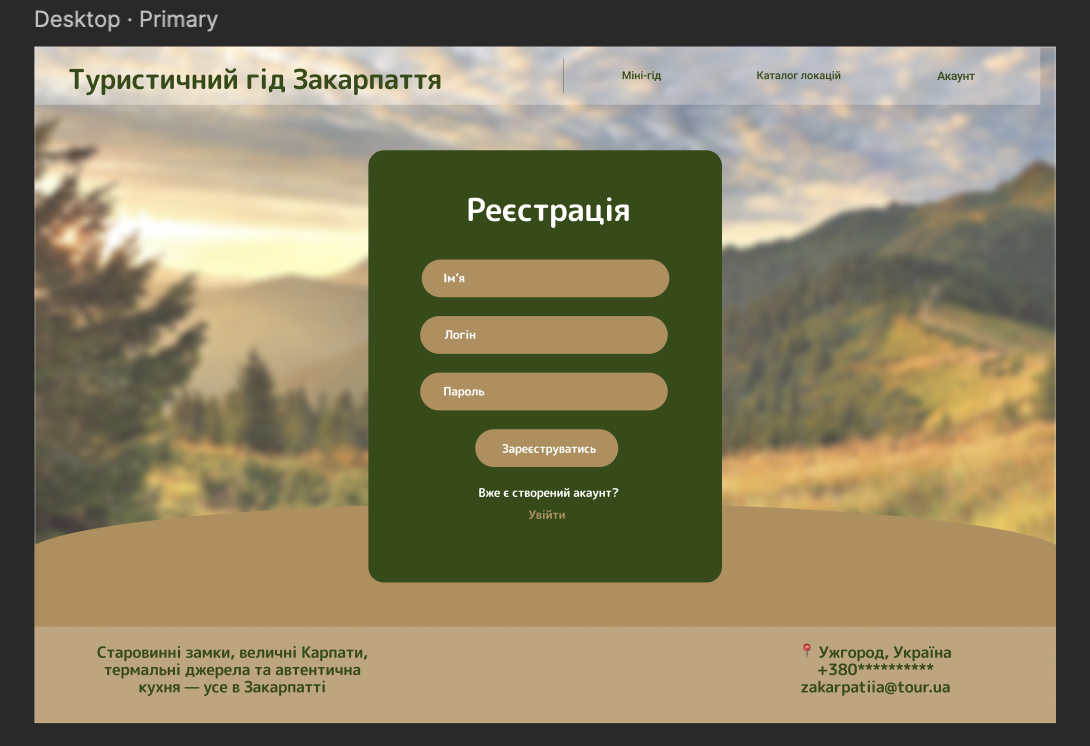 Desktop · Primary
Туристичний гід Закарпаття
Міні-гід
Каталог локацій
Акаунт
Реєстрація
Ім'я
Логін
Пароль
Зареєструватись
Вже є створений акаунт?
Увійти
Старовинні замки, величні Карпати,
термальні джерела та автентична
кухня — усе в Закарпатті
📍 Ужгород, Україна
+380**********
zakarpatiia@tour.ua